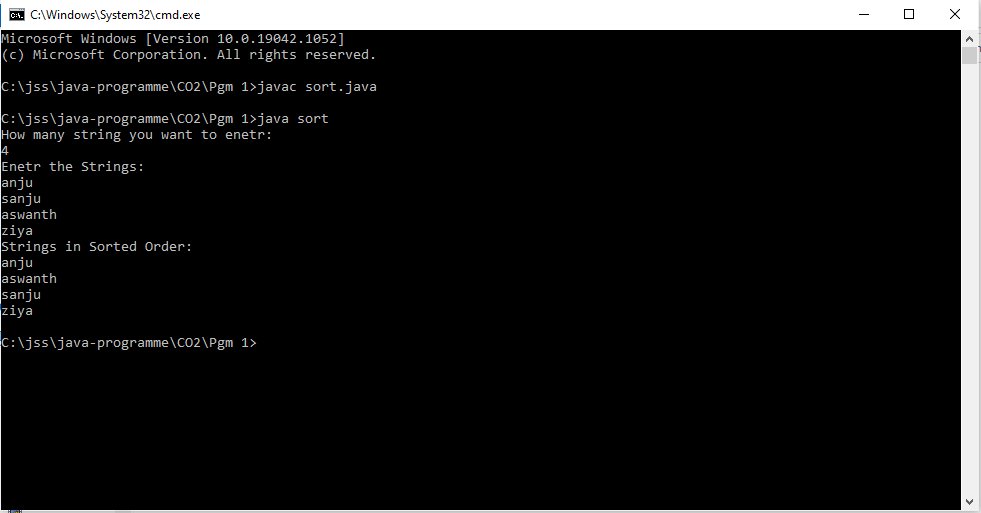 C:\Windows\System32\cmd.exe
Microsoft Windows [Version 10.0.19042.1052]
(c) Microsoft Corporation. All rights reserved.
C:\jss\java-programme\CO2\Pgm 1>javac sort.java
C:\jss\java-programme\CO2\Pgm 1>java sort
How many string you want to enetr:
4
Enetr the Strings:
anju
sanju
aswanth
ziya
Strings in Sorted Order:
anju
aswanth
sanju
ziya
C:\jss\java-programme\CO2\Pgm 1>